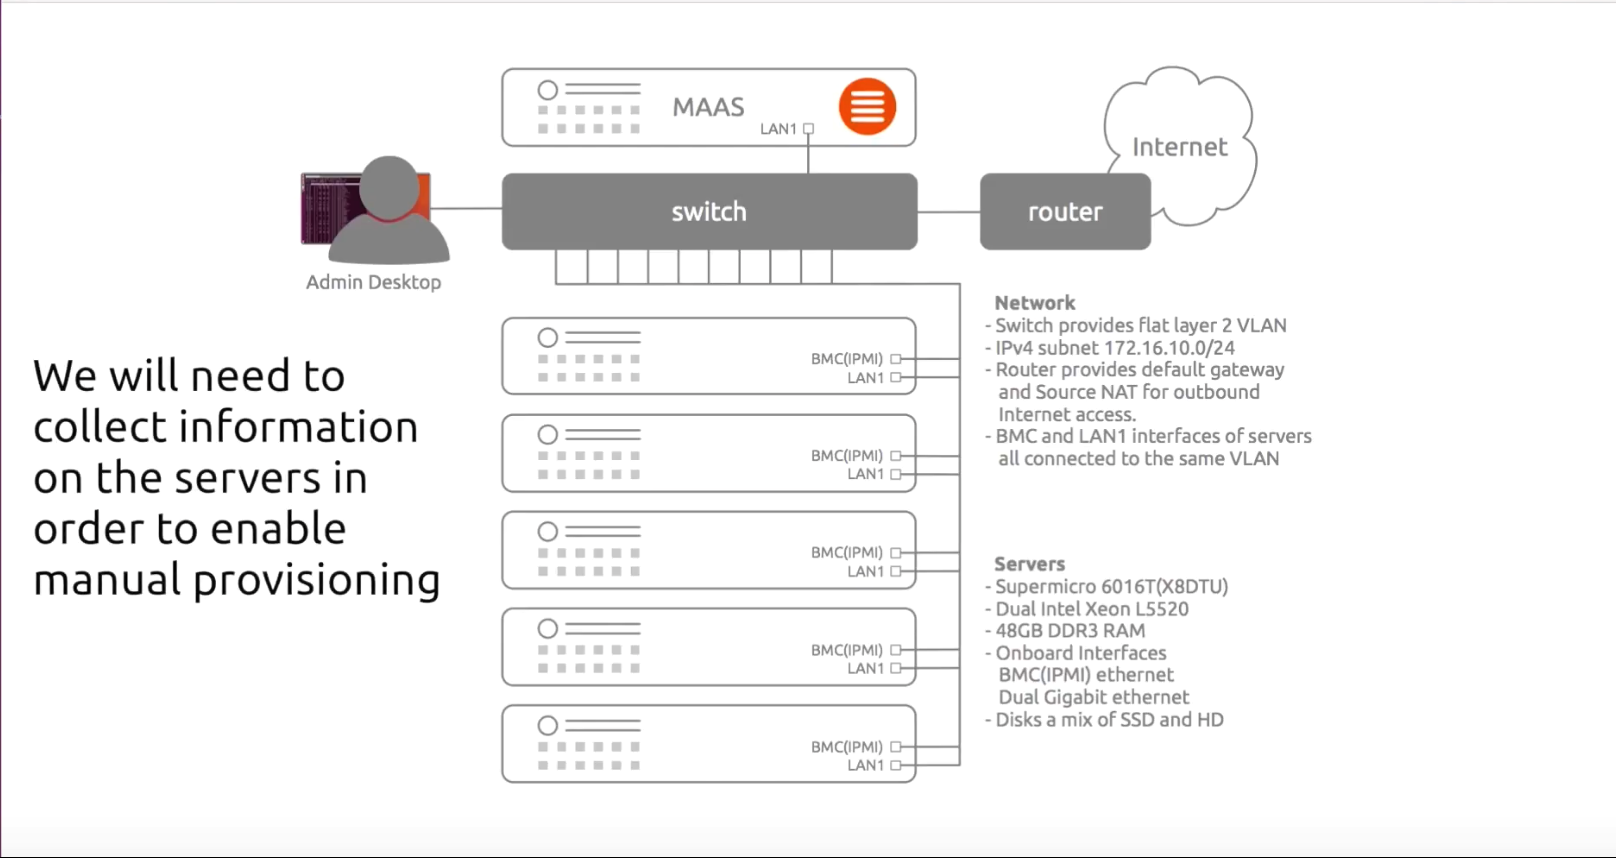 MAAS
LAN1
Internet
switch
router
Admin Desktop
We will need to
collect information
on the servers in
order to enable
manual provisioning
BMC(IPMI)
LAN1
BMC(IPMI)
LAN1
BMC(IPMI)
LAN1
BMC(IPMI)
LAN1
BMC(IPMI)
LAN1
Network
- Switch provides flat layer 2 VLAN
- IPv4 subnet 172.16.10.0/24
- Router provides default gateway
and Source NAT for outbound
Internet access.
- BMC and LAN1 interfaces of servers
all connected to the same VLAN
Servers
- Supermicro 6016T(X8DTU)
- Dual Intel Xeon L5520
- 48GB DDR3 RAM
- Onboard Interfaces
BMC(IPMI) ethernet
Dual Gigabit ethernet
- Disks a mix of SSD and HD